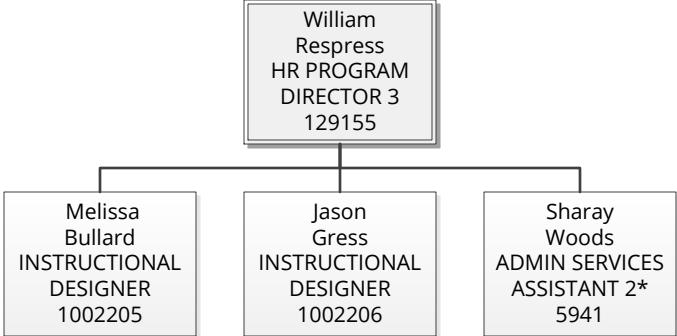 William
Respress
HR PROGRAM
DIRECTOR 3
129155
Melissa
Bullard
INSTRUCTIONAL
DESIGNER
1002205
Jason
Gress
INSTRUCTIONAL
DESIGNER
1002206
Sharay
Woods
ADMIN SERVICES
ASSISTANT 2*
5941